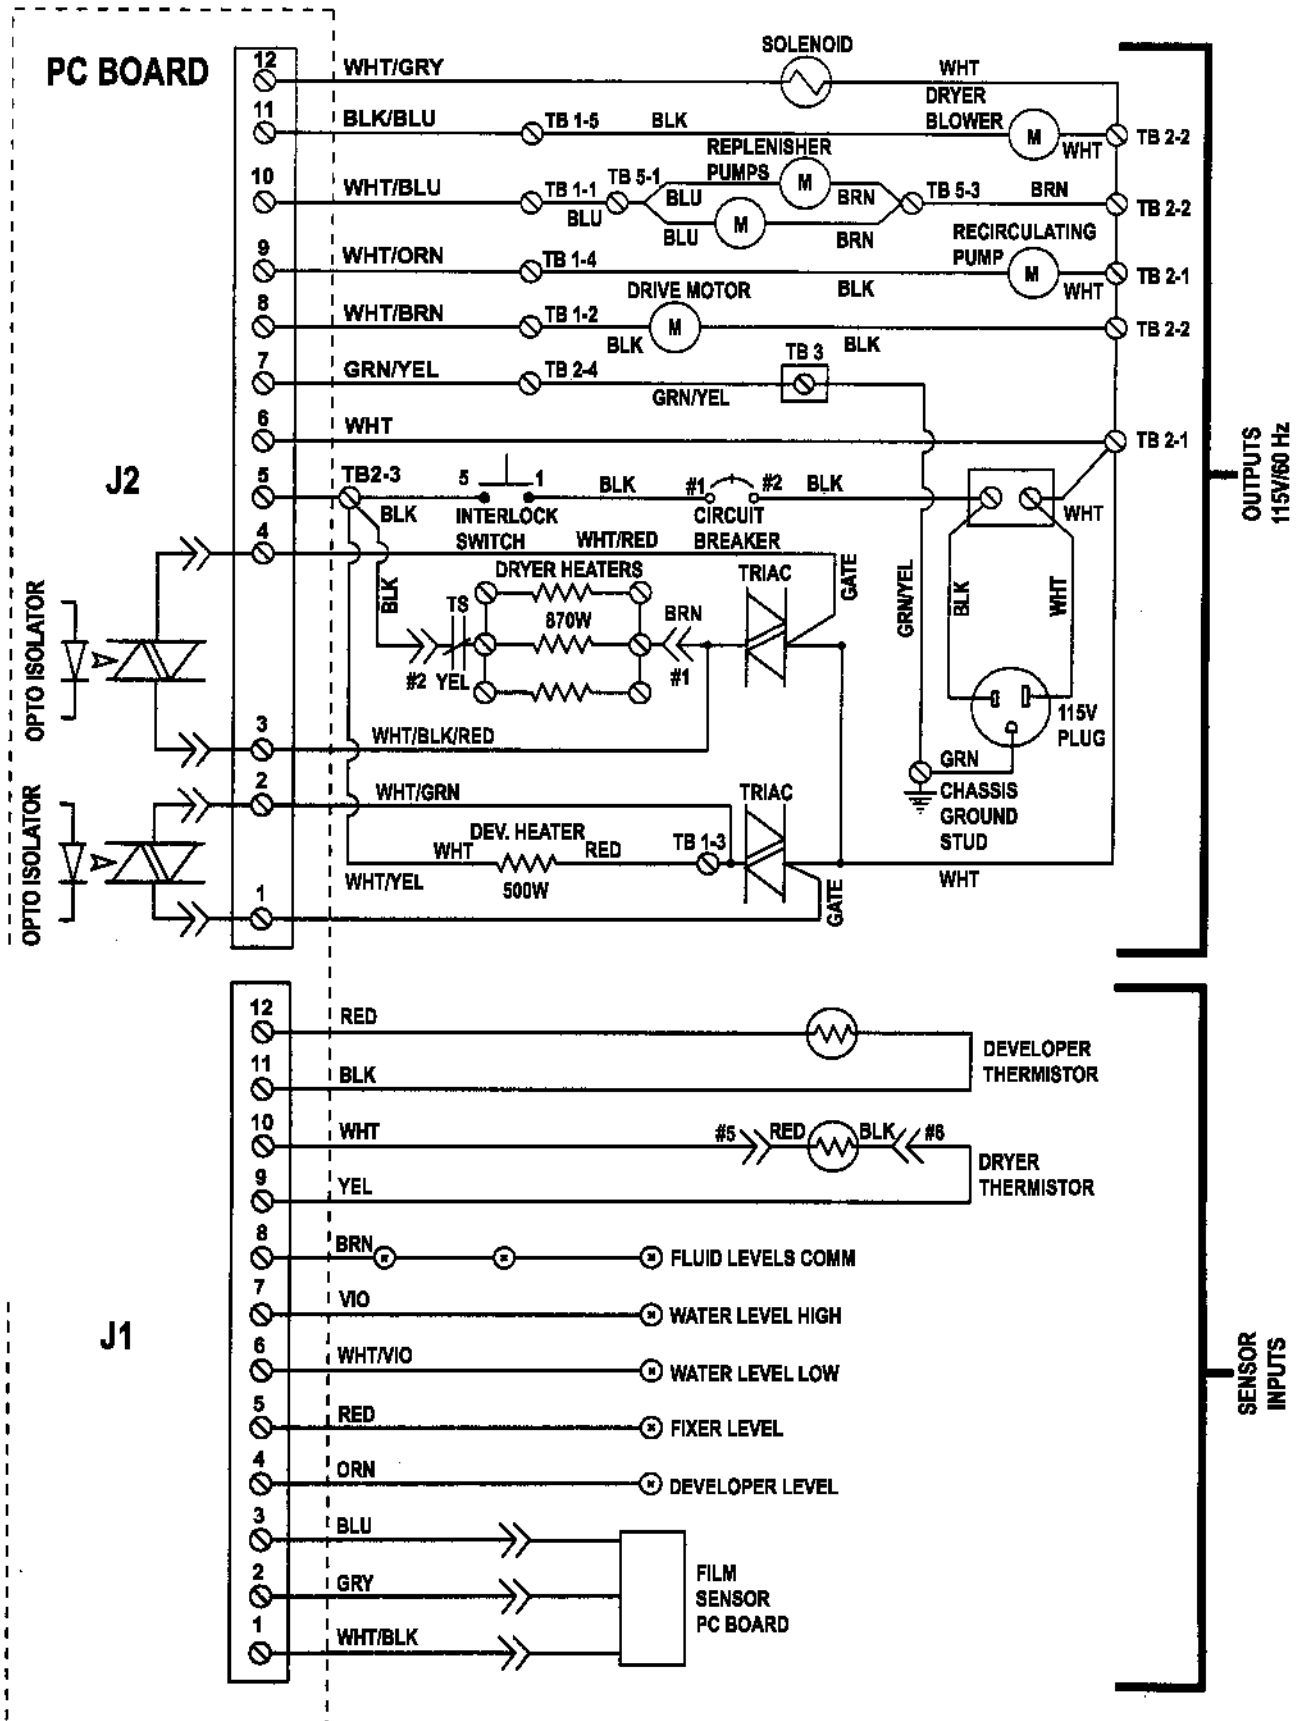 PC BOARD
J2
12
WHT/GRY
SOLENOID
WHT
11
BLK/BLU
TB 1-5
BLK
DRYER
BLOWER
M
WHT
TB 2-2
10
WHT/BLU
TB 1-1
BLU
TB 5-1
REPLENISHER
PUMPS
BLU
M
BRN
BLU
M
BRN
TB 5-3
BRN
TB 2-2
9
WHT/ORN
TB 1-4
BLK
RECIRCULATING
PUMP
M
WHT
TB 2-1
8
WHT/BRN
TB 1-2
BLK
DRIVE MOTOR
M
BLK
TB 2-2
7
GRN/YEL
TB 2-4
GRN/YEL
TB 3
6
WHT
TB 2-1
5
TB2-3
BLK
5
1
INTERLOCK
SWITCH
BLK
#1
#2
CIRCUIT
BREAKER
BLK
WHT
4
WHT/RED
GATE
OPTO ISOLATOR
BLK
#2
TS
YEL
DRYER HEATERS
870W
BRN
#1
TRIAC
GRN/YEL
BLK
WHT
115V
PLUG
GRN
CHASSIS
GROUND
STUD
3
WHT/BLK/RED
2
WHT/GRN
OPTO ISOLATOR
WHT/YEL
WHT
DEV. HEATER
500W
RED
TB 1-3
TRIAC
GATE
WHT
1
OUTPUTS
115V/60 Hz
J1
12
RED
DEVELOPER
THERMISTOR
11
BLK
10
WHT
#5
RED
BLK
#6
DRYER
THERMISTOR
9
YEL
8
BRN
FLUID LEVELS COMM
7
VIO
WATER LEVEL HIGH
6
WHT/VIO
WATER LEVEL LOW
5
RED
FIXER LEVEL
4
ORN
DEVELOPER LEVEL
3
BLU
2
GRY
1
WHT/BLK
FILM
SENSOR
PC BOARD
SENSOR
INPUTS